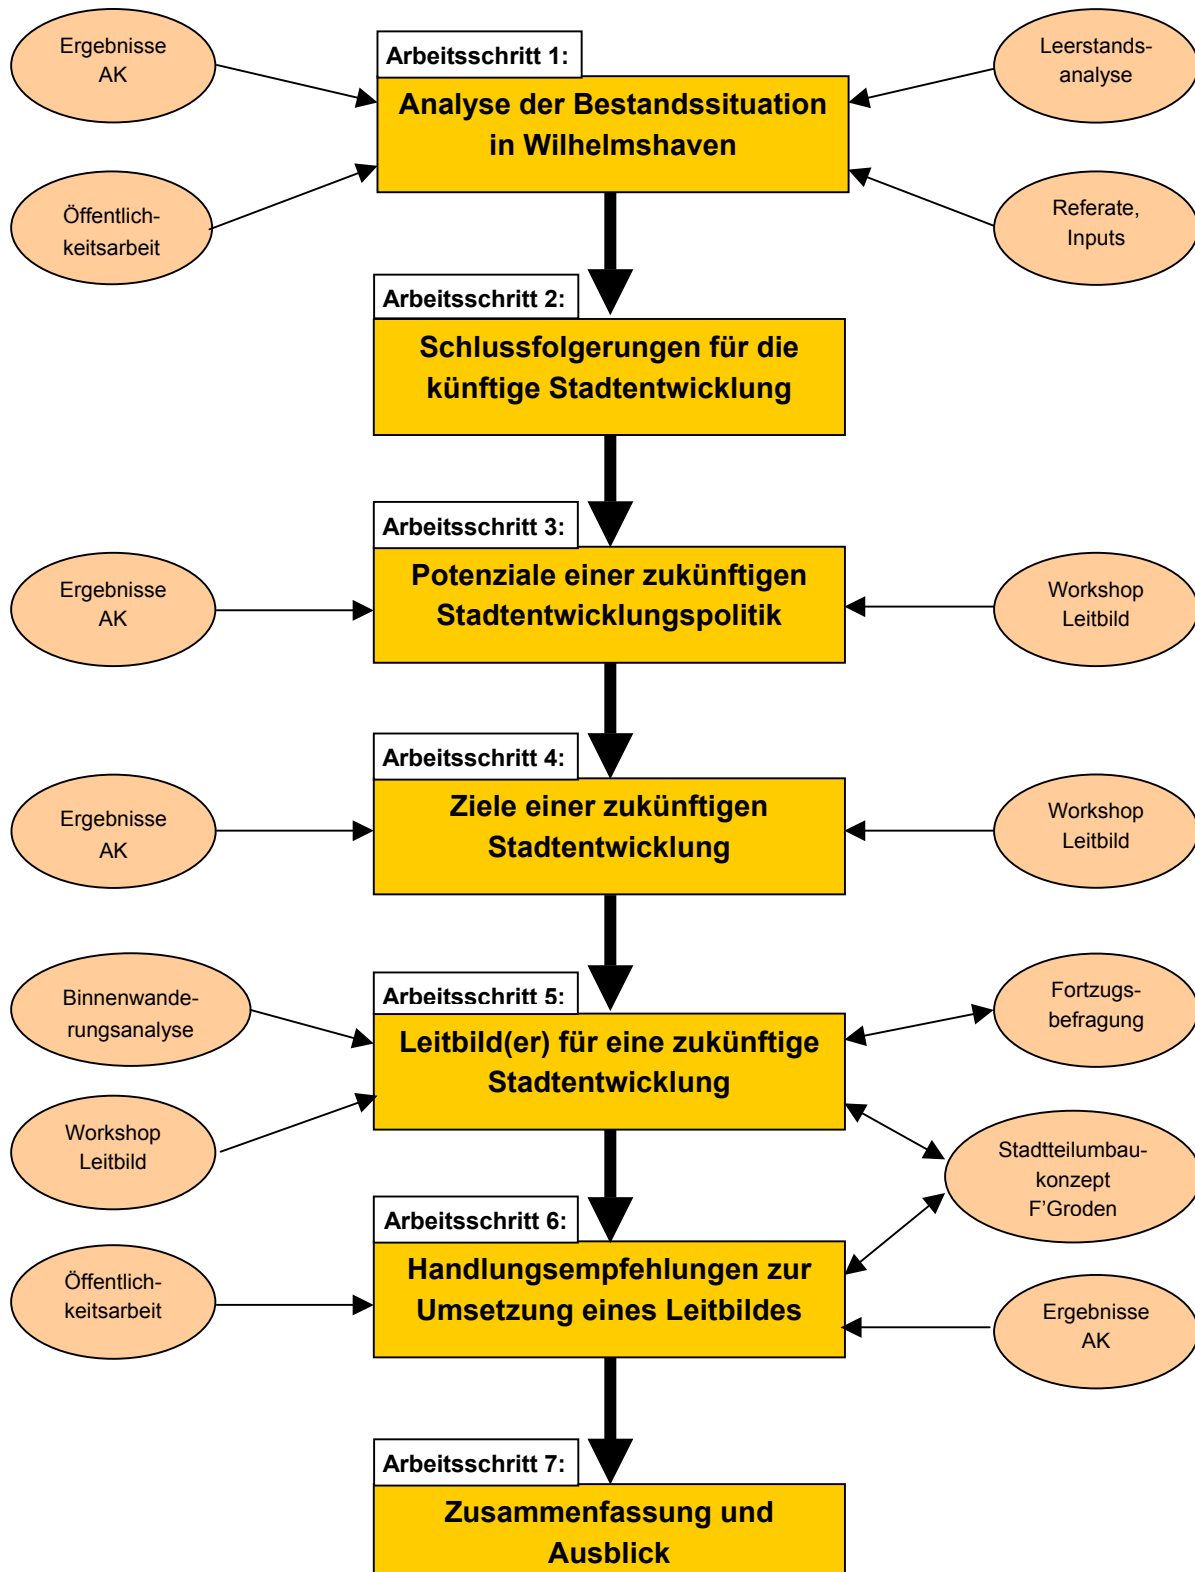 Ergebnisse
AK
Arbeitsschritt 1:
Analyse der Bestandssituation
in Wilhelmshaven
Leerstands-
analyse
Öffentlich-
keitsarbeit
Referate,
Inputs
Arbeitsschritt 2:
Schlussfolgerungen für die
künftige Stadtentwicklung
Arbeitsschritt 3:
Potenziale einer zukünftigen
Stadtentwicklungspolitik
Ergebnisse
AK
Workshop
Leitbild
Arbeitsschritt 4:
Ziele einer zukünftigen
Stadtentwicklung
Ergebnisse
AK
Workshop
Leitbild
Arbeitsschritt 5:
Leitbild(er) für eine zukünftige
Stadtentwicklung
Binnenwande-
rungsanalyse
Fortzugs-
befragung
Workshop
Leitbild
Stadtteilumbau-
konzept
F'Groden
Arbeitsschritt 6:
Handlungsempfehlungen zur
Umsetzung eines Leitbildes
Öffentlich-
keitsarbeit
Ergebnisse
AK
Arbeitsschritt 7:
Zusammenfassung und
Ausblick